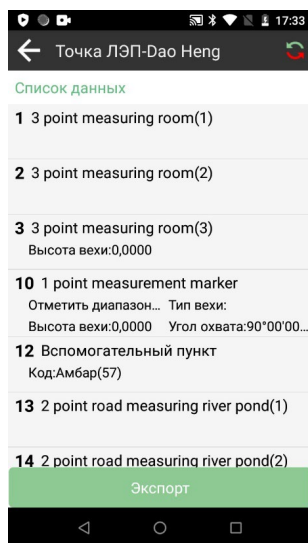 17:33
Точка ЛЭП-Dao Heng
Список данных
1 3 point measuring room(1)
2 3 point measuring room(2)
3 3 point measuring room(3)
Высота вехи:0,0000
10 1 point measurement marker
Отметить диапазон... Тип вехи:
Высота вехи:0,0000 Угол охвата:90°00'00...
12 Вспомогательный пункт
Код:Амбар(57)
13 2 point road measuring river pond(1)
14 2 point road measuring river pond(2)
Экспорт